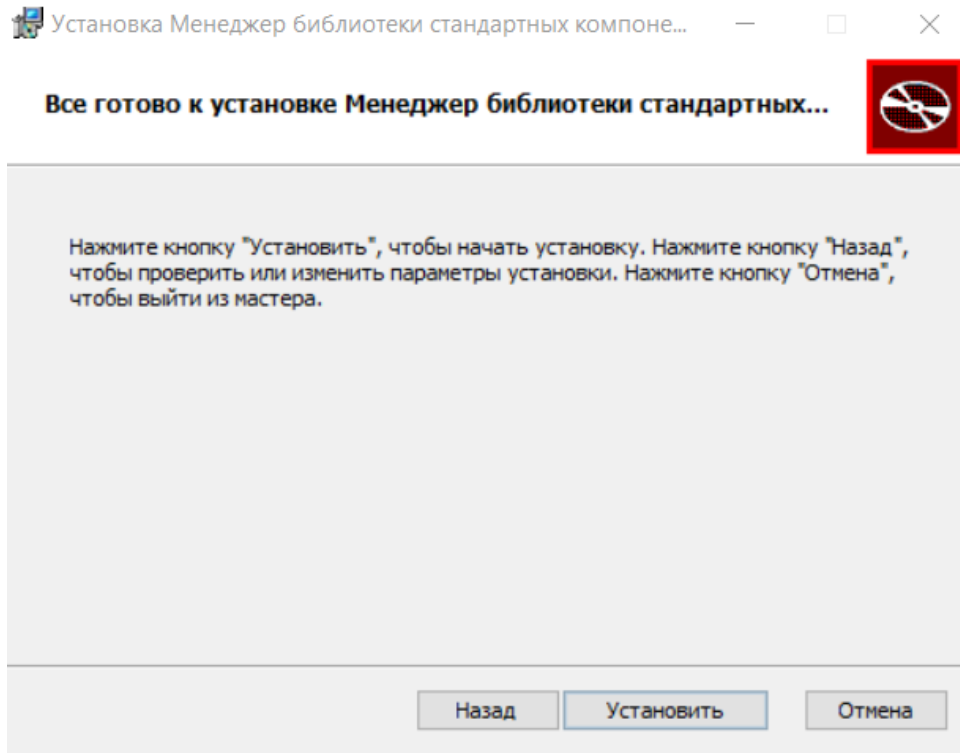 Установка Менеджер библиотеки стандартных компоне...
Все готово к установке Менеджер библиотеки стандартных...
Нажмите кнопку "Установить", чтобы начать установку. Нажмите кнопку "Назад",
чтобы проверить или изменить параметры установки. Нажмите кнопку "Отмена",
чтобы выйти из мастера.
Назад
Установить
Отмена